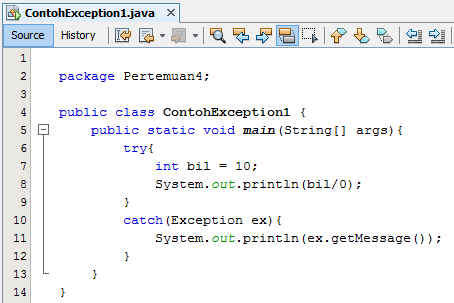 ContohException1.java
Source History
1
2 package Pertemuan4;
3
4 public class ContohException1 {
5 public static void main(String[] args){
6 try{
7 int bil = 10;
8 System.out.println(bil/0);
9 }
10 catch(Exception ex){
11 System.out.println(ex.getMessage());
12 }
13 }
14 }